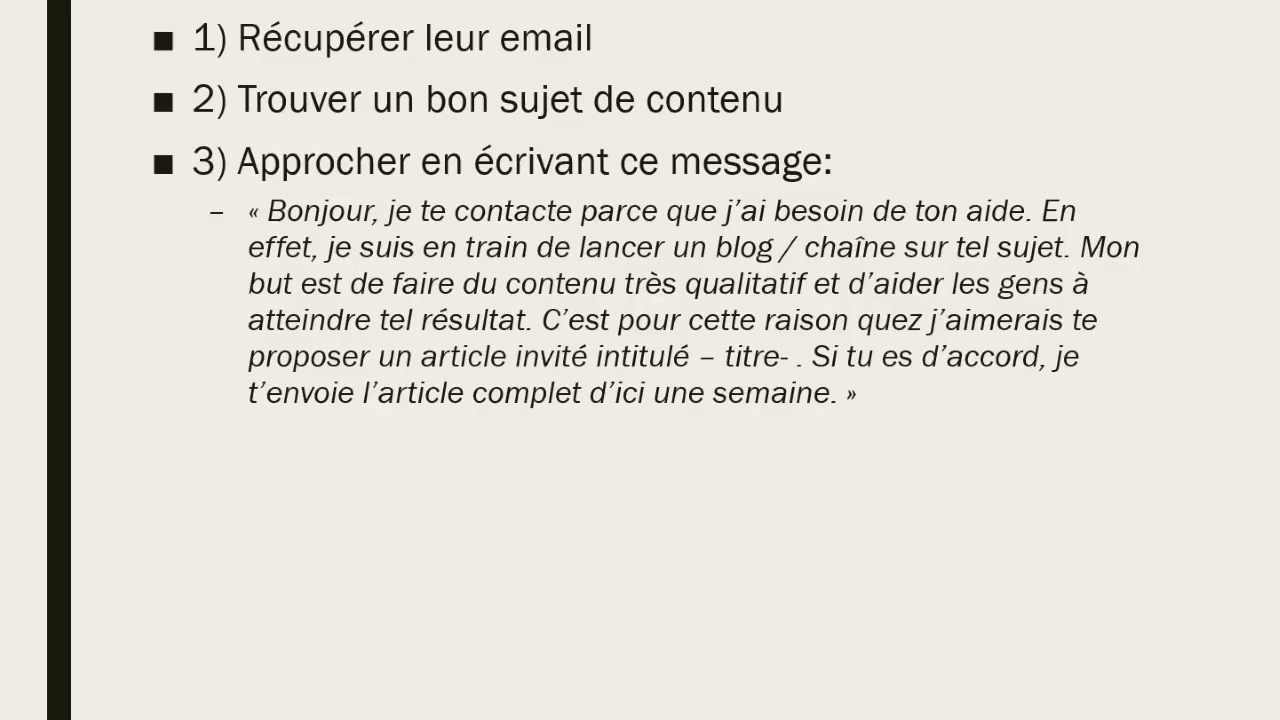 ■ 1) Récupérer leur email
■ 2) Trouver un bon sujet de contenu
■ 3) Approcher en écrivant ce message:
– « Bonjour, je te contacte parce que j’ai besoin de ton aide. En
effet, je suis en train de lancer un blog / chaîne sur tel sujet. Mon
but est de faire du contenu très qualitatif et d’aider les gens à
atteindre tel résultat. C’est pour cette raison quez j’aimerais te
proposer un article invité intitulé – titre- . Si tu es d’accord, je
t’envoie l’article complet d’ici une semaine. »